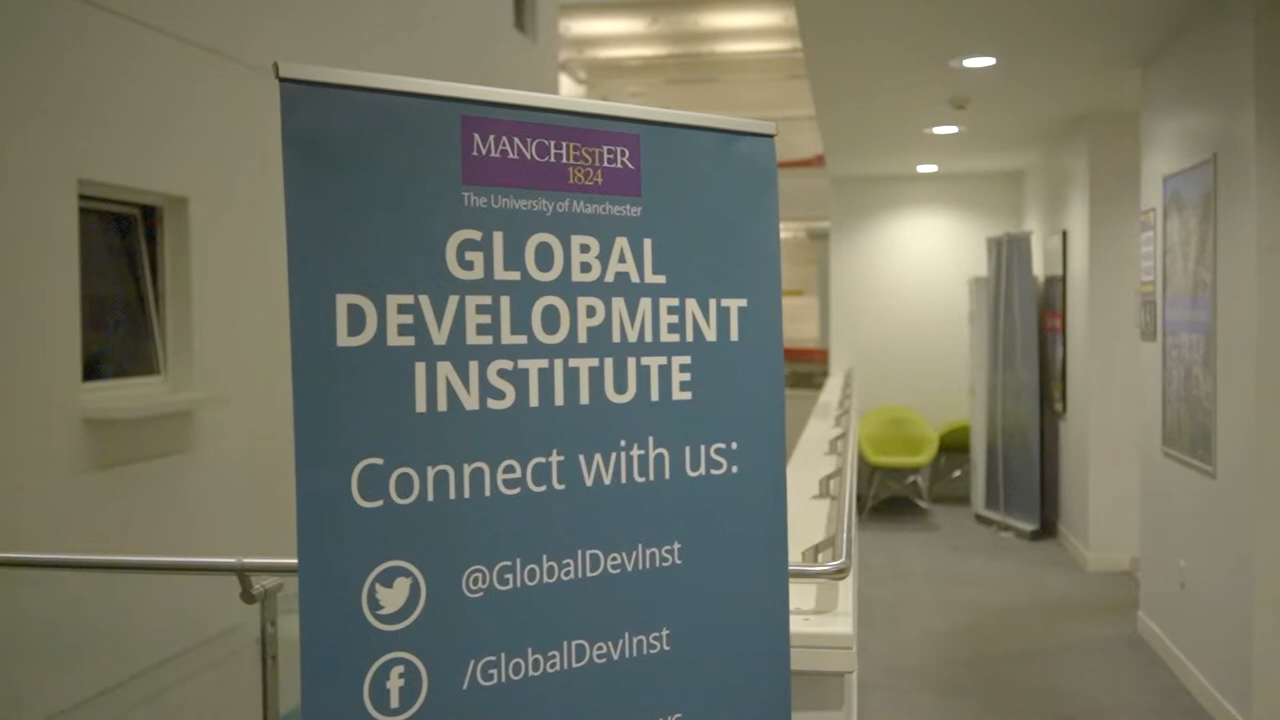 MANCHESTER
1824
The University of Manchester
GLOBAL
DEVELOPMENT
INSTITUTE
Connect with us:
@GlobalDevInst
/GlobalDevInst